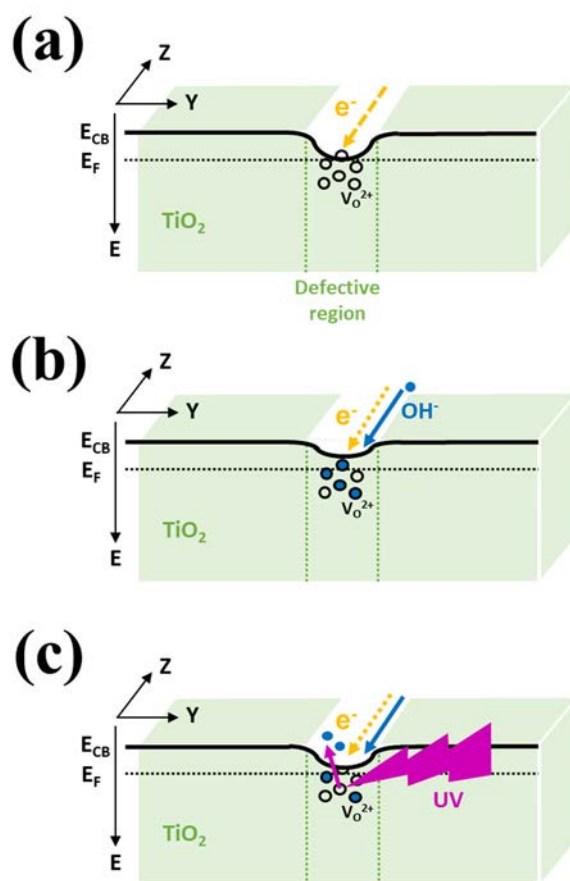 (a)
Z
Y
e-
E_CB
E_F
V_O^2+
TiO₂
E
Defective
region
(b)
Z
Y
e-
OH-
E_CB
E_F
V_O^2+
TiO₂
E
(c)
Z
Y
e-
E_CB
E_F
V_O^2+
UV
TiO₂
E